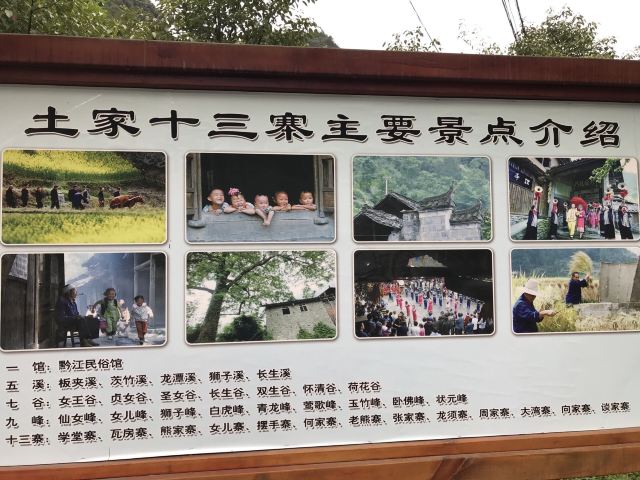 土家十三寨主要景点介绍
一 馆：黔江民俗馆
五 溪：板夹溪、茨竹溪、龙潭溪、狮子溪、长生溪
七 谷：女王谷、贞女谷、圣女谷、长生谷、双生谷、怀清谷、荷花谷
九 峰：仙女峰、女儿峰、狮子峰、白虎峰、青龙峰、莺歌峰、玉竹峰、卧佛峰、状元峰
十三寨：学堂寨、瓦房寨、熊家寨、女儿寨、摆手寨、何家寨、老熊寨、张家寨、龙须寨、周家寨、大湾寨、向家寨、谈家寨